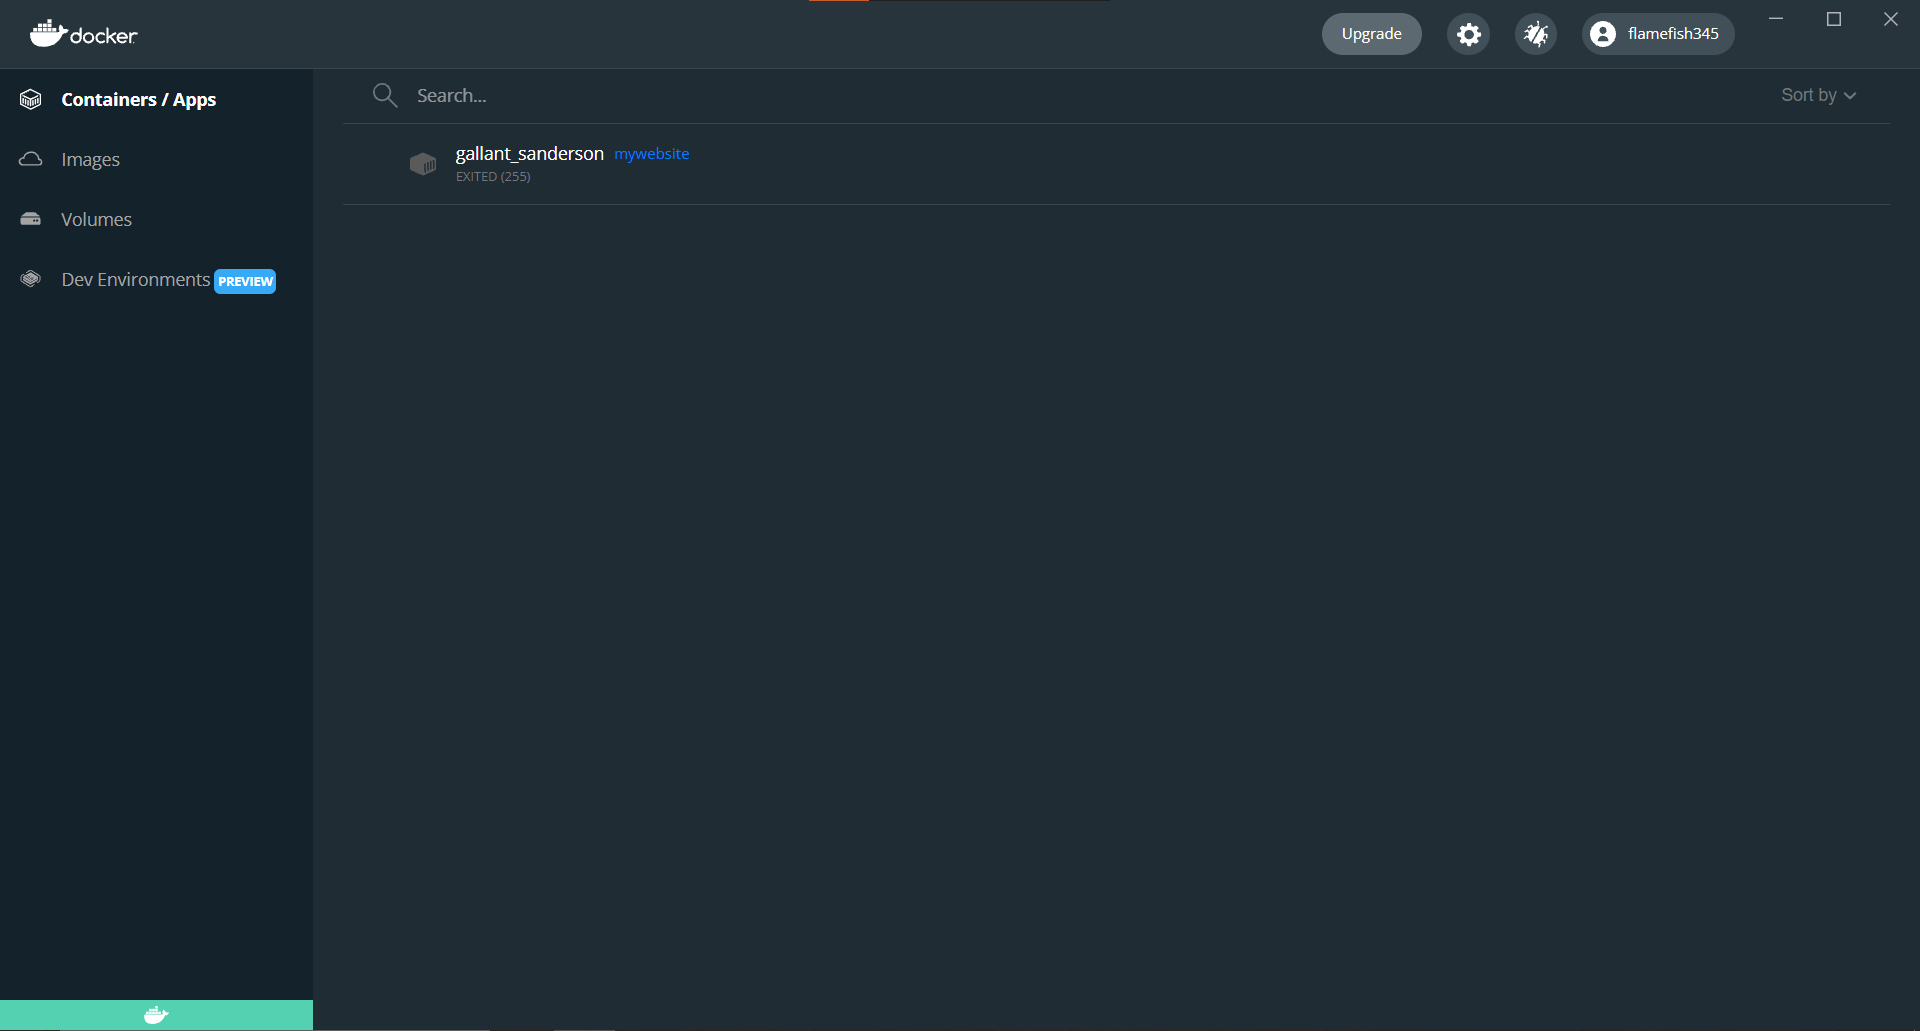 docker
Upgrade
flamefish345
Containers / Apps
Images
Volumes
Dev Environments PREVIEW
Search...
Sort by
gallant_sanderson mywebsite
EXITED (255)